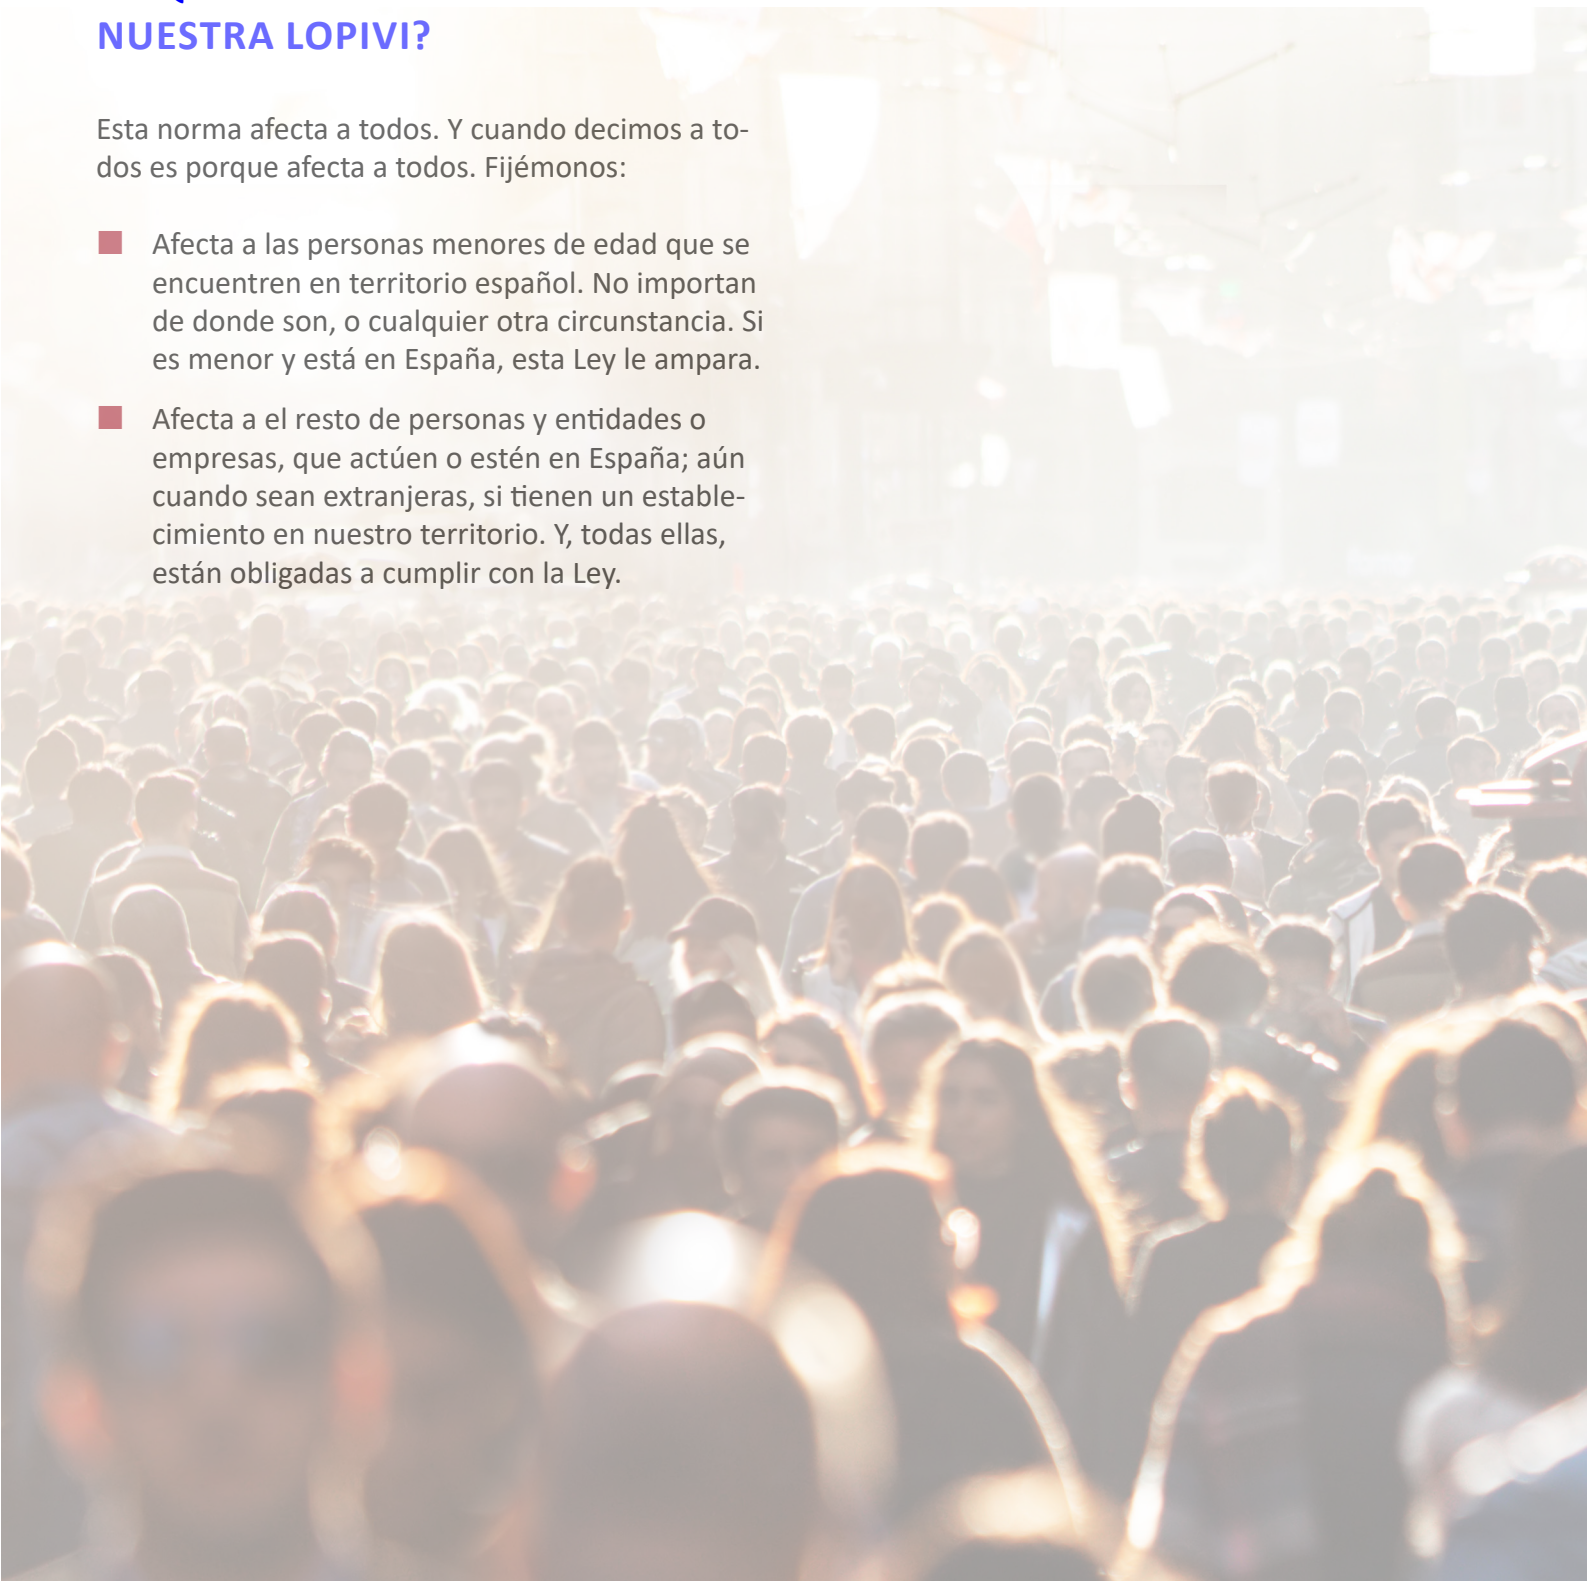 NUESTRA LOPIVI?
Esta norma afecta a todos. Y cuando decimos a to-
dos es porque afecta a todos. Fijémonos:
Afecta a las personas menores de edad que se
encuentren en territorio español. No importan
de donde son, o cualquier otra circunstancia. Si
es menor y está en España, esta Ley le ampara.
Afecta a el resto de personas y entidades o
empresas, que actúen o estén en España; aún
cuando sean extranjeras, si tienen un estable-
cimiento en nuestro territorio. Y, todas ellas,
están obligadas a cumplir con la Ley.